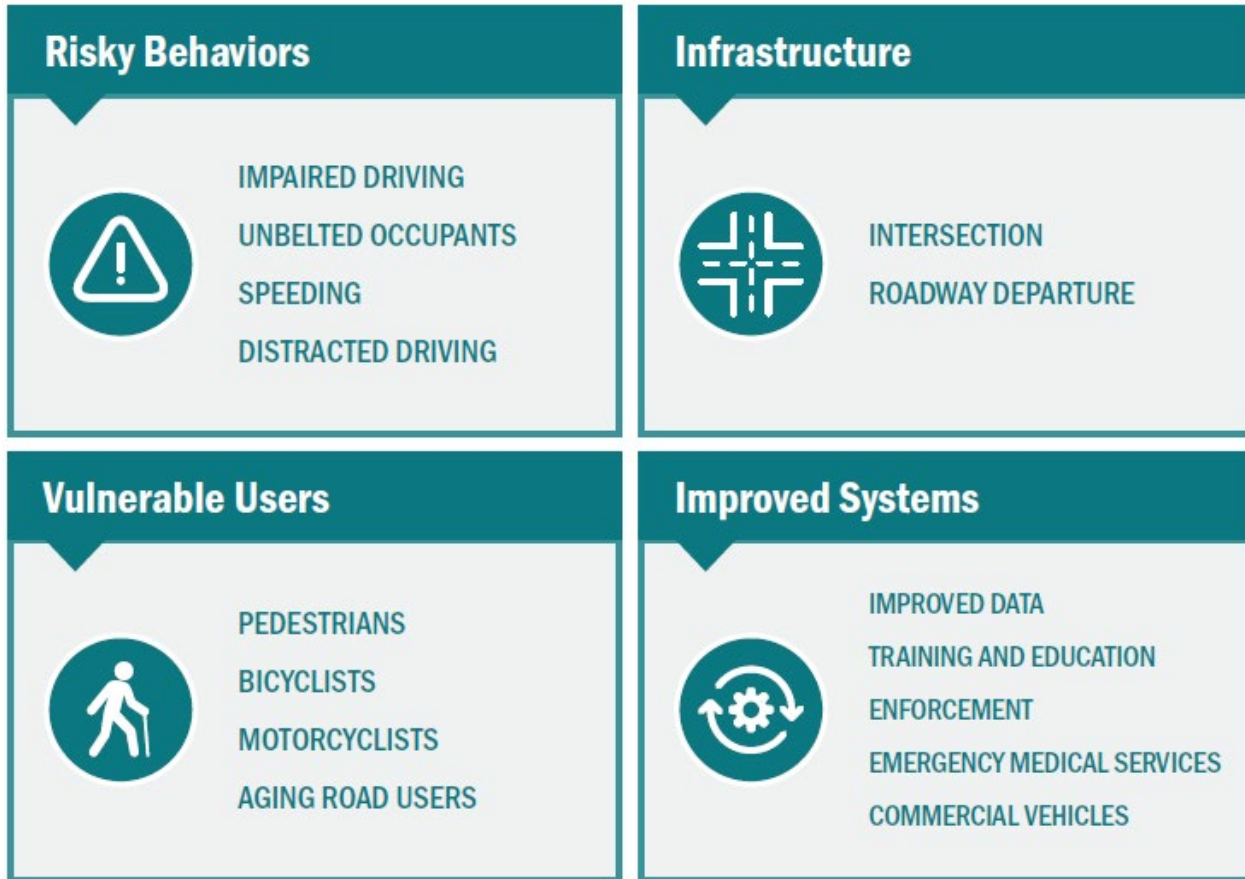 Risky Behaviors
IMPAIRED DRIVING
UNBELTED OCCUPANTS
SPEEDING
DISTRACTED DRIVING
Infrastructure
INTERSECTION
ROADWAY DEPARTURE
Vulnerable Users
PEDESTRIANS
BICYCLISTS
MOTORCYCLISTS
AGING ROAD USERS
Improved Systems
IMPROVED DATA
TRAINING AND EDUCATION
ENFORCEMENT
EMERGENCY MEDICAL SERVICES
COMMERCIAL VEHICLES